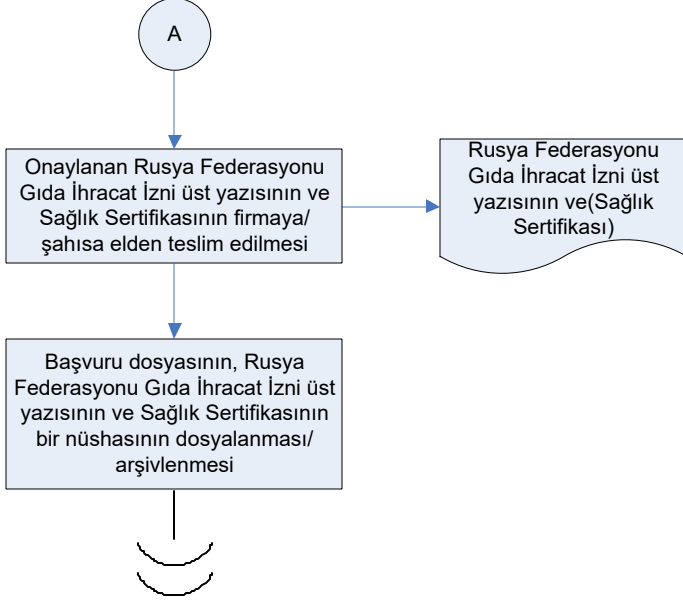 A
Onaylanan Rusya Federasyonu
Gıda İhracat İzni üst yazısının ve
Sağlık Sertifikasının firmaya/
şahısa elden teslim edilmesi
Rusya Federasyonu
Gıda İhracat İzni üst
yazısının ve(Sağlık
Sertifikası)
Başvuru dosyasının, Rusya
Federasyonu Gıda İhracat İzni üst
yazısının ve Sağlık Sertifikasının
bir nüshasının dosyalanması/
arşivlenmesi